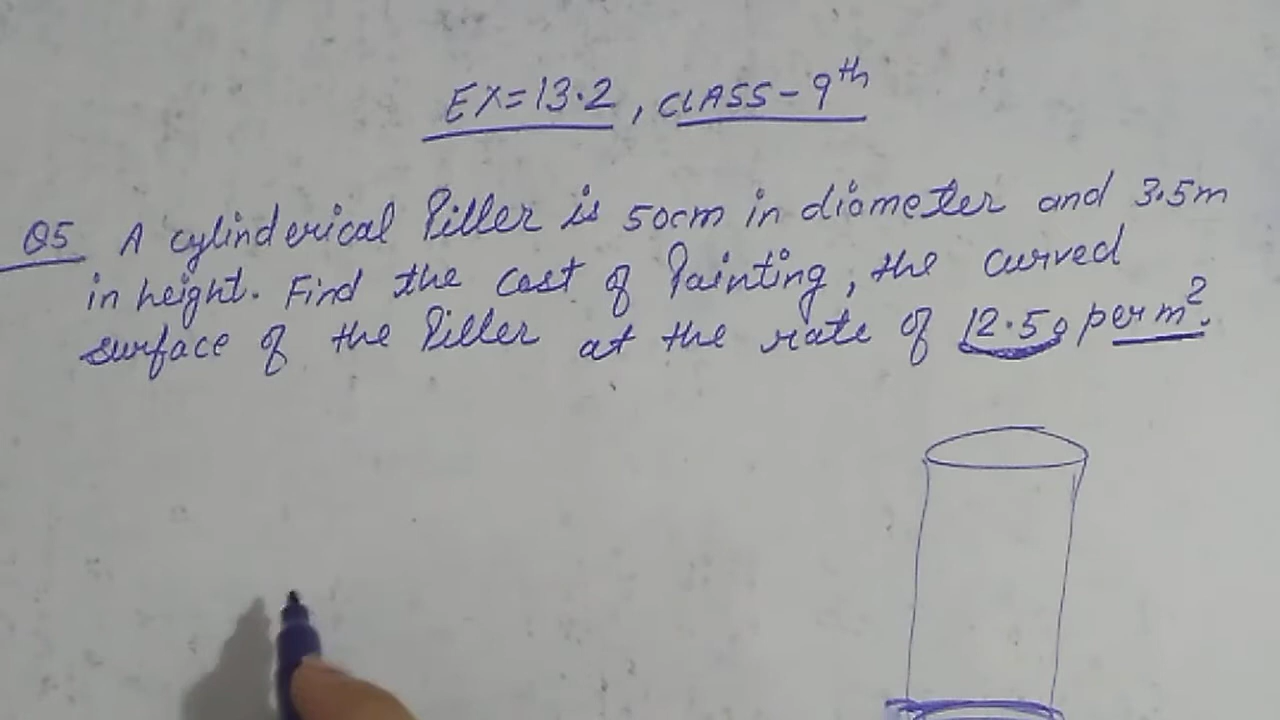 EX=13.2, CLASS-9th
Q5 A cylinderical Piller is 50cm in diameter and 3.5m
in height. Find the cost of Painting, the curved
surface of the Piller at the rate of 12.50 per m².